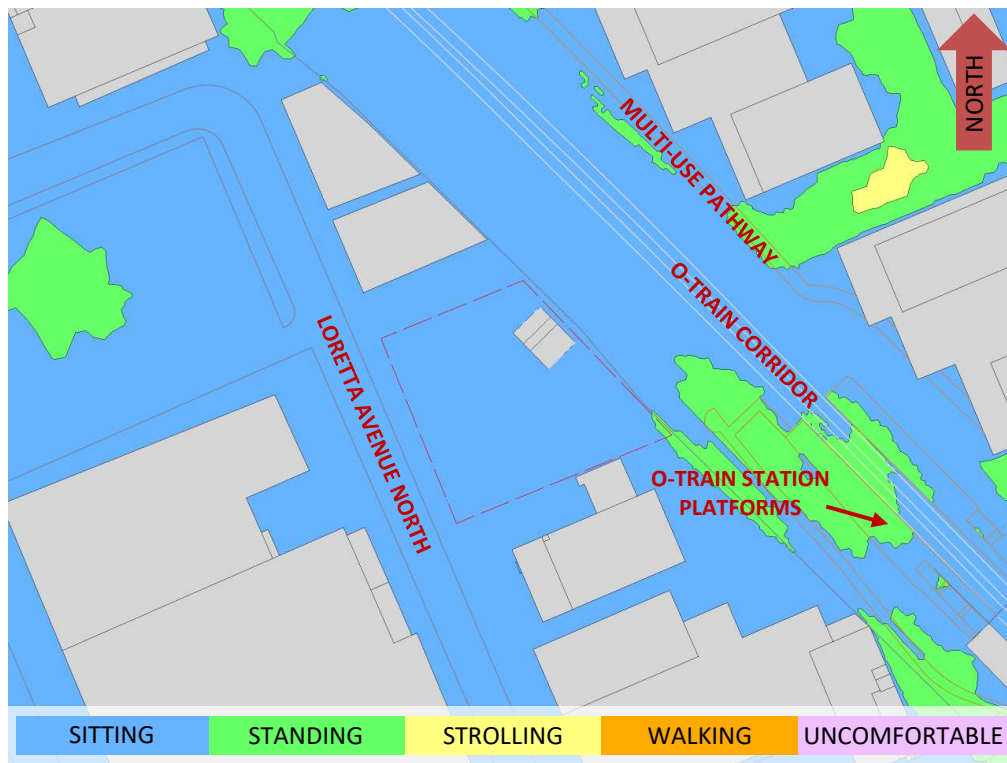 NORTH
MULTI-USE PATHWAY
O-TRAIN CORRIDOR
LORETTA AVENUE NORTH
O-TRAIN STATION
PLATFORMS
SITTING
STANDING
STROLLING
WALKING
UNCOMFORTABLE